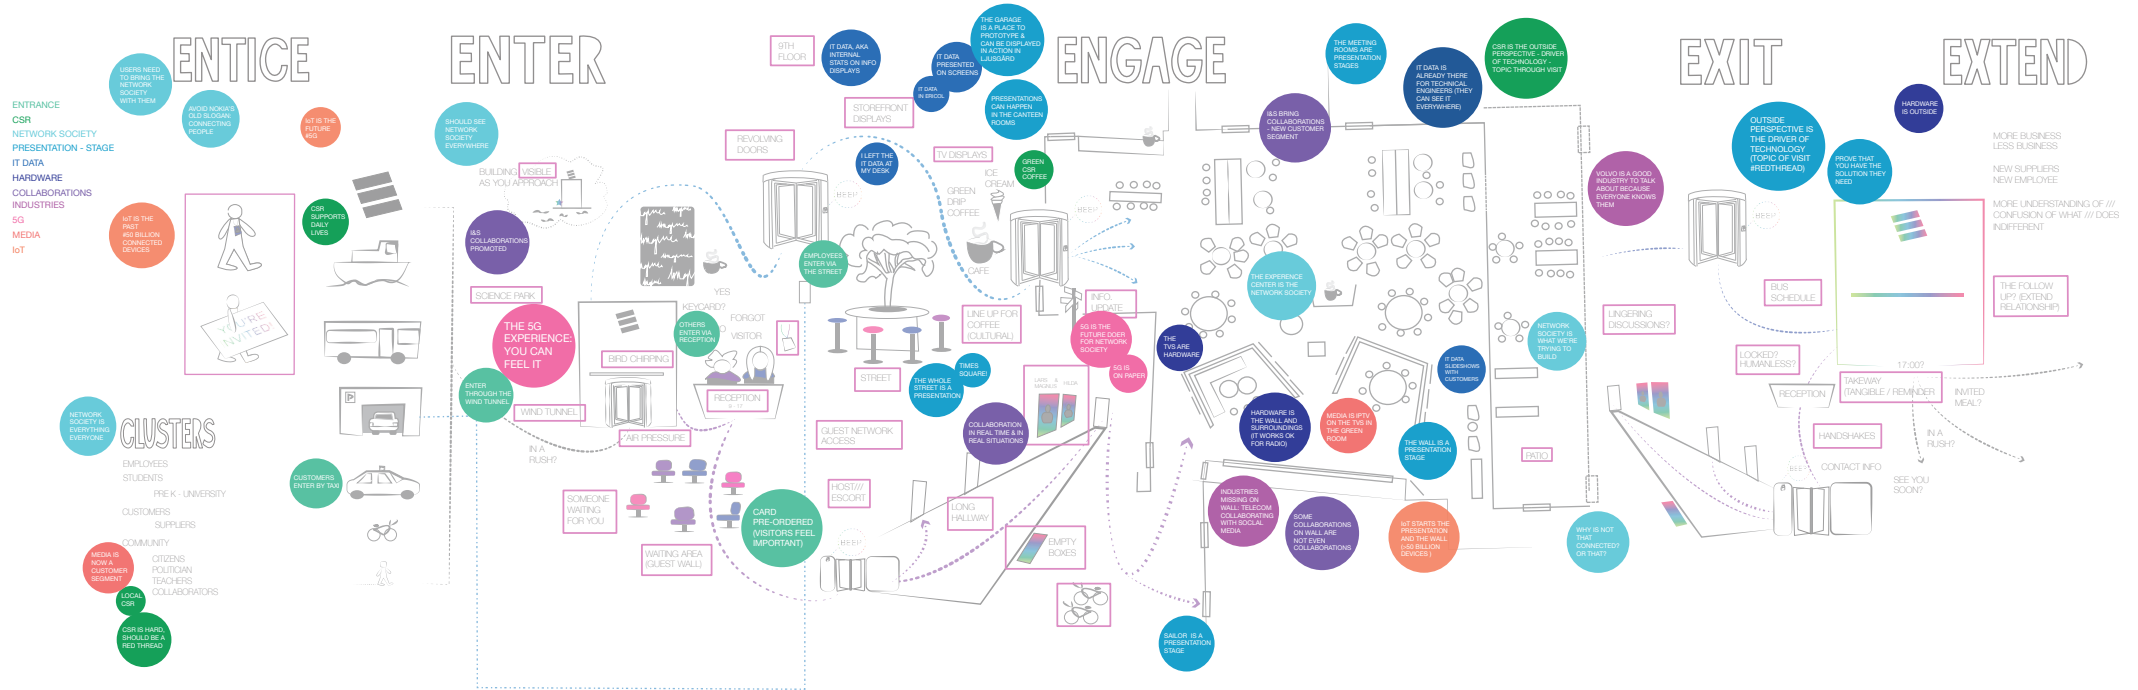 ENTICE
ENTER
ENGAGE
EXIT
EXTEND
ENTRANCE
CSR
NETWORK SOCIETY
PRESENTATION - STAGE
IT DATA
HARDWARE
COLLABORATIONS
INDUSTRIES
5G
MEDIA
IoT
USERS NEED
TO BRING THE
NETWORK
SOCIETY
WITH THEM
AVOID NOKIA'S
OLD SLOGAN:
CONNECTING
PEOPLE
IoT IS THE
FUTURE
#5G
IoT IS THE
PAST
#50 BILLION
CONNECTED
DEVICES
YOU'RE
INVITED!
CSR
SUPPORTS
DAILY
LIVES
P
NETWORK
SOCIETY IS
EVERYTHING
EVERYONE
CLUSTERS
EMPLOYEES
STUDENTS
PRE K - UNIVERSITY
CUSTOMERS
SUPPLIERS
COMMUNITY
CITIZENS
POLITICIAN
TEACHERS
COLLABORATORS
MEDIA IS
NOW A
CUSTOMER
SEGMENT
LOCAL
CSR
CSR IS HARD,
SHOULD BE A
RED THREAD
CUSTOMERS
ENTER BY TAXI
SHOULD SEE
NETWORK
SOCIETY
EVERYWHERE
BUILDING VISIBLE
AS YOU APPROACH
I&S
COLLABORATIONS
PROMOTED
SCIENCE PARK
THE 5G
EXPERIENCE:
YOU CAN
FEEL IT
ENTER
THROUGH THE
WIND TUNNEL
WIND TUNNEL
IN A
RUSH?
BIRD CHIRPING
*AIR PRESSURE
YES
KEYCARD?
FORGOT
VISITOR
OTHERS
ENTER VIA
RECEPTION
RECEPTION
SOMEONE
WAITING
FOR YOU
WAITING AREA
(GUEST WALL)
CARD
PRE-ORDERED
(VISITORS FEEL
IMPORTANT)
REVOLVING
DOORS
BEEP
EMPLOYEES
ENTER VIA
THE STREET
9TH
FLOOR
IT DATA, AKA
INTERNAL
STATS ON INFO
DISPLAYS
STOREFRONT
DISPLAYS
I LEFT THE
IT DATA AT
MY DESK
IT DATA
PRESENTED
ON SCREENS
IT DATA
IN ERICOL
THE GARAGE
IS A PLACE TO
PROTOTYPE &
CAN BE DISPLAYED
IN ACTION IN
LJUSGÅRD
PRESENTATIONS
CAN HAPPEN
IN THE CANTEEN
ROOMS
TV DISPLAYS
GREEN
CSR
COFFEE
ICE
CREAM
GREEN
DRIP
COFFEE
CAFE
BEEP
LINE UP FOR
COFFEE
(CULTURAL)
STREET
THE WHOLE
STREET IS A
PRESENTATION
TIMES
SQUARE!
GUEST NETWORK
ACCESS
HOST///
ESCORT
BEEP
COLLABORATION
IN REAL TIME & IN
REAL SITUATIONS
LONG
HALLWAY
EMPTY
BOXES
INFO.
UPDATE
5G IS THE
FUTURE DOER
FOR NETWORK
SOCIETY
5G IS
ON PAPER
LARS &
MAGNUS
HILDA
THE
TVS ARE
HARDWARE
SAILOR IS A
PRESENTATION
STAGE
THE MEETING
ROOMS ARE
PRESENTATION
STAGES
IT DATA IS
ALREADY THERE
FOR TECHNICAL
ENGINEERS (THEY
CAN SEE IT
EVERYWHERE)
CSR IS THE OUTSIDE
PERSPECTIVE - DRIVER
OF TECHNOLOGY -
TOPIC THROUGH VISIT
I&S BRING
COLLABORATIONS
- NEW CUSTOMER
SEGMENT
THE EXPERIENCE
CENTER IS THE
NETWORK SOCIETY
HARDWARE IS
THE WALL AND
SURROUNDINGS
(IT WORKS OK
FOR RADIO)
MEDIA IS IPTV
ON THE TVS IN
THE GREEN
ROOM
THE WALL IS A
PRESENTATION
STAGE
IT DATA
SLIDESHOWS
WITH
CUSTOMERS
INDUSTRIES
MISSING ON
WALL: TELECOM
COLLABORATING
WITH SOCIAL
MEDIA
SOME
COLLABORATIONS
ON WALL ARE
NOT EVEN
COLLABORATIONS
IoT STARTS THE
PRESENTATION
AND THE WALL
(>50 BILLION
DEVICES )
NETWORK
SOCIETY IS
WHAT WE'RE
TRYING TO
BUILD
PATIO
WHY IS NOT
THAT
CONNECTED?
OR THAT?
VOLVO IS A GOOD
INDUSTRY TO TALK
ABOUT BECAUSE
EVERYONE KNOWS
THEM
LINGERING
DISCUSSIONS?
OUTSIDE
PERSPECTIVE IS
THE DRIVER OF
TECHNOLOGY
(TOPIC OF VISIT
#REDTHREAD)
PROVE THAT
YOU HAVE THE
SOLUTION THEY
NEED
HARDWARE
IS OUTSIDE
BEEP
BUS
SCHEDULE
LOCKED?
HUMANLESS?
RECEPTION
17:00?
TAKEWAY
(TANGIBLE / REMINDER
HANDSHAKES
CONTACT INFO
BEEP
INVITED
MEAL?
IN A
RUSH?
SEE YOU
SOON?
MORE BUSINESS
LESS BUSINESS
NEW SUPPLIERS
NEW EMPLOYEE
MORE UNDERSTANDING OF ///
CONFUSION OF WHAT /// DOES
INDIFFERENT
THE FOLLOW
UP? (EXTEND
RELATIONSHIP)